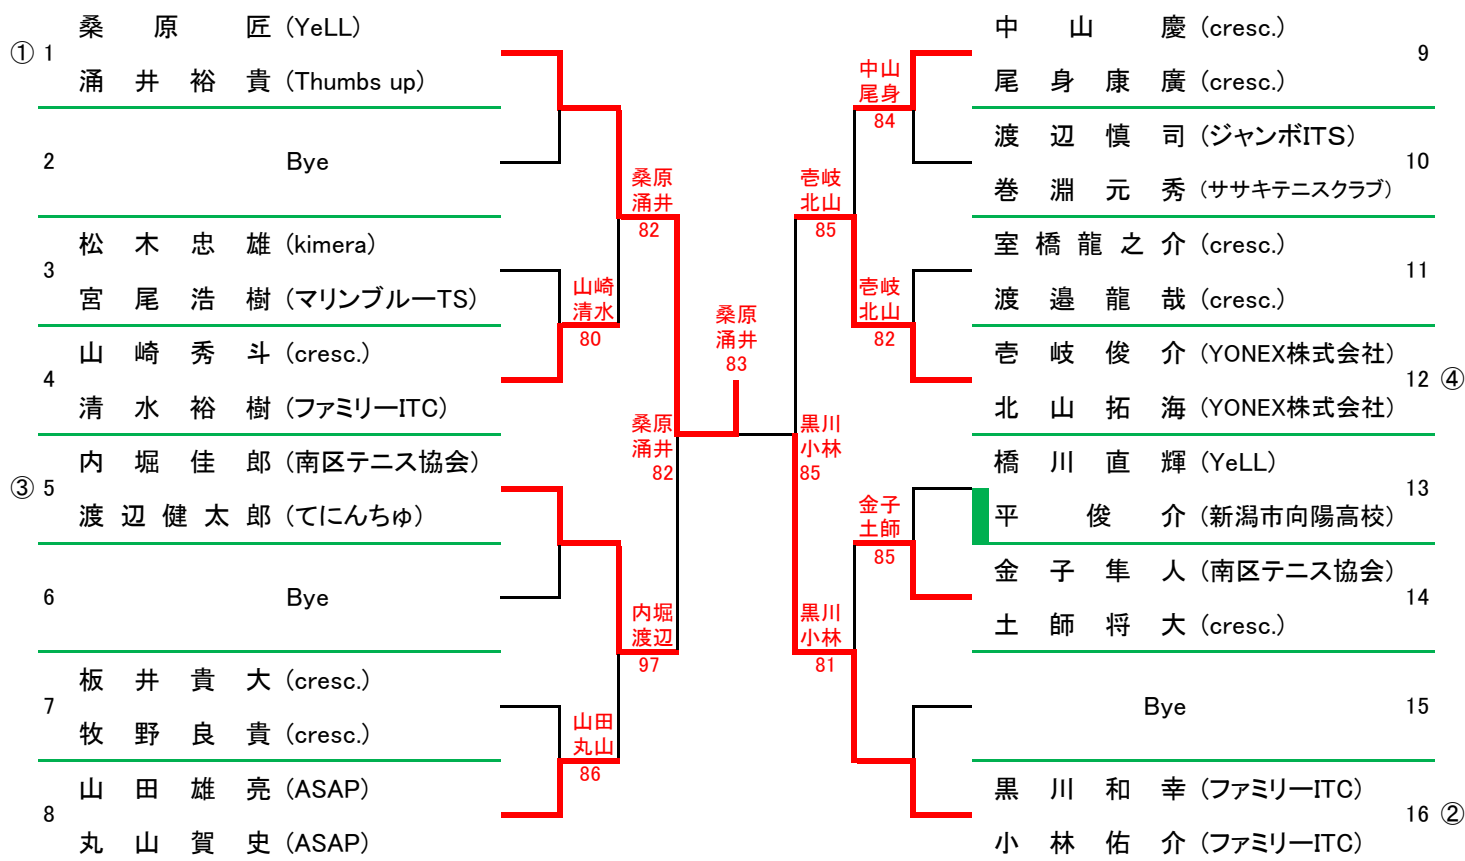 ① 1
桑原匠 (YeLL)
涌井裕貴 (Thumbs up)
2
Bye
3
松木忠雄 (kimera)
宮尾浩樹 (マリンブルーTS)
4
山崎秀斗 (cresc.)
清水裕樹 (ファミリーITC)
③ 5
内堀佳郎 (南区テニス協会)
渡辺健太郎 (てにんちゅ)
6
Bye
7
板井貴大 (cresc.)
牧野良貴 (cresc.)
8
山田雄亮 (ASAP)
丸山賀史 (ASAP)
山崎
清水
80
山田
丸山
86
桑原
涌井
82
内堀
渡辺
97
桑原
涌井
82
桑原
涌井
83
黒川
小林
85
壱岐
北山
85
黒川
小林
81
中山
尾身
84
壱岐
北山
82
金子
土師
85
中山慶 (cresc.)
尾身康廣 (cresc.)
9
渡辺慎司 (ジャンボITS)
巻淵元秀 (ササキテニスクラブ)
10
室橋龍之介 (cresc.)
渡邉龍哉 (cresc.)
11
壱岐俊介 (YONEX株式会社)
北山拓海 (YONEX株式会社)
12 ④
橋川直輝 (YeLL)
平俊介 (新潟市向陽高校)
13
金子隼人 (南区テニス協会)
土師将大 (cresc.)
14
Bye
15
黒川和幸 (ファミリーITC)
小林佑介 (ファミリーITC)
16 ②